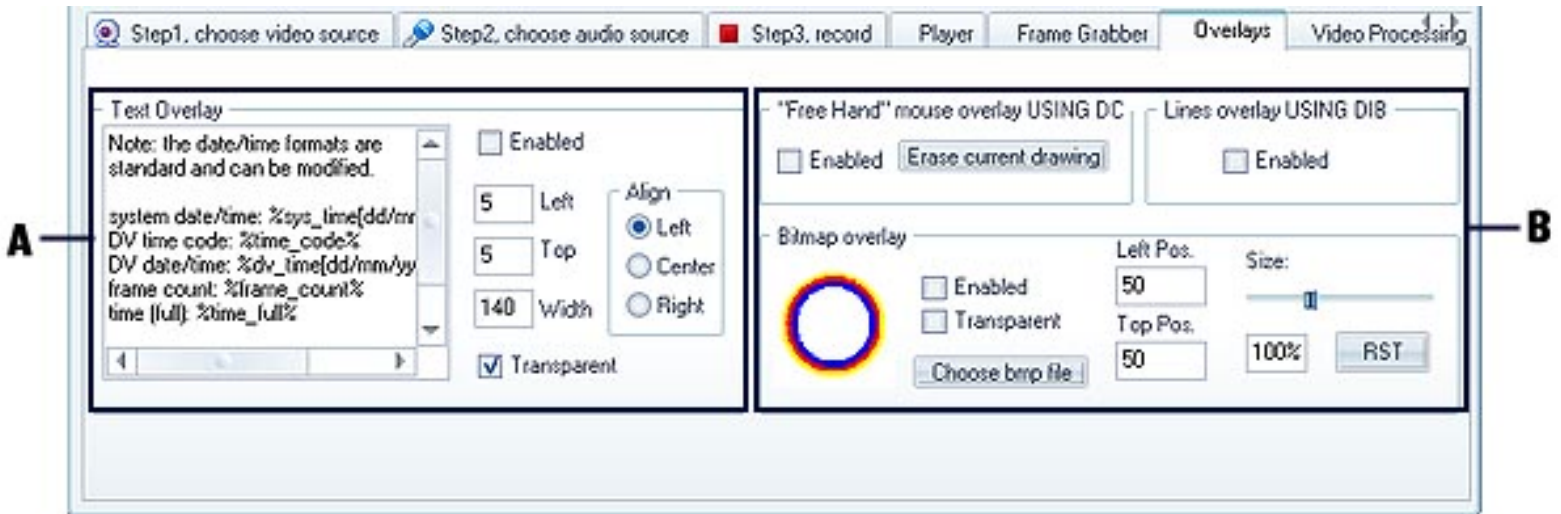 Step1, choose video source
Step2, choose audio source
Step3, record
Player
Frame Grabber
Overlays
Video Processing
A
Text Overlay
Note: the date/time formats are
standard and can be modified.
system date/time: %sys_time[dd/mm
DV time code: %time_code%
DV date/time: %dv_time[dd/mm/yy
frame count: %frame_count%
time (full): %time_full%
Enabled
5 Left
5 Top
140 Width
Transparent
Align
Left
Center
Right
"Free Hand" mouse overlay USING DC
Enabled
Erase current drawing
Lines overlay USING DIB
Enabled
Bitmap overlay
Enabled
Transparent
Choose bmp file
Left Pos.
50
Top Pos.
50
Size:
100%
RST
B